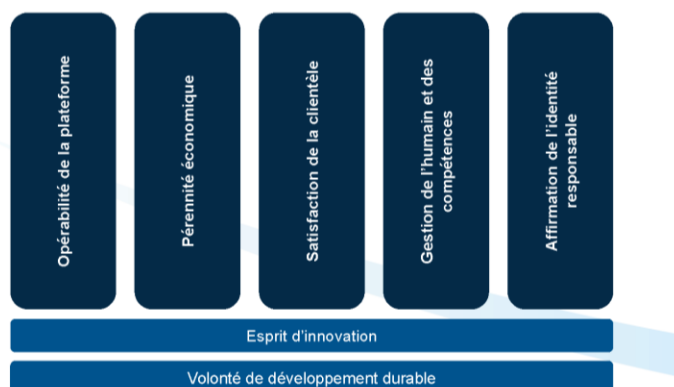 Opérabilité de la plateforme
Pérennité économique
Satisfaction de la clientèle
Gestion de l'humain et des
compétences
Affirmation de l'identité
responsable
Esprit d'innovation
Volonté de développement durable